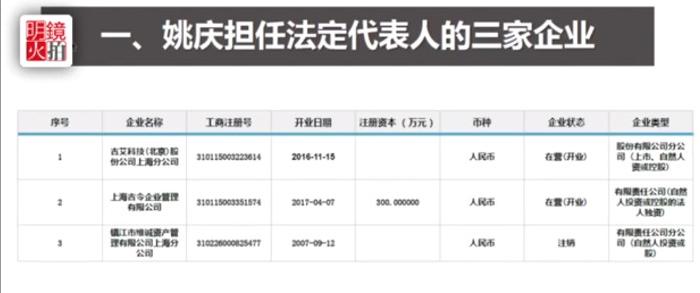 明鏡
火拍
一、姚庆担任法定代表人的三家企业
序号 企业名称 工商注册号 开业日期 注册资本（万元） 币种 企业状态 企业类型
1 吉艾科技(北京)股份公司上海分公司 310115003223614 2016-11-15 人民币 在营(开业) 股份有限公司分公司（上市、自然人投资或控股)
2 上海吉令企业管理有限公司 310115003351574 2017-04-07 300.000000 人民币 在营(开业) 有限责任公司(自然人投资或控股的法人独资)
3 镇江市维诚资产管理有限公司上海分公司 310226000825477 2007-09-12 人民币 注销 有限责任公司分公司（自然人投资或控股)